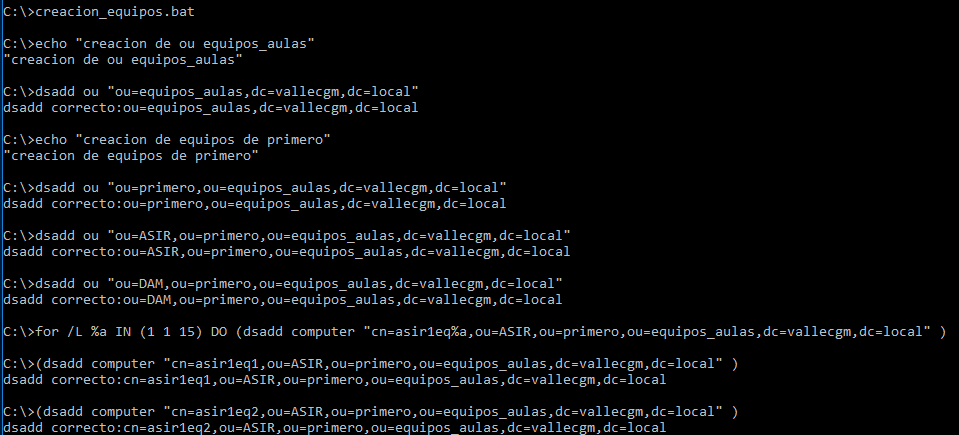 C:\>creacion_equipos.bat
C:\>echo "creacion de ou equipos_aulas"
"creacion de ou equipos_aulas"
C:\>dsadd ou "ou=equipos_aulas,dc=vallecgm,dc=local"
dsadd correcto:ou=equipos_aulas,dc=vallecgm,dc=local
C:\>echo "creacion de equipos de primero"
"creacion de equipos de primero"
C:\>dsadd ou "ou=primero,ou=equipos_aulas,dc=vallecgm,dc=local"
dsadd correcto:ou=primero,ou=equipos_aulas,dc=vallecgm,dc=local
C:\>dsadd ou "ou=ASIR,ou=primero,ou=equipos_aulas,dc=vallecgm,dc=local"
dsadd correcto:ou=ASIR,ou=primero,ou=equipos_aulas,dc=vallecgm,dc=local
C:\>dsadd ou "ou=DAM,ou=primero,ou=equipos_aulas,dc=vallecgm,dc=local"
dsadd correcto:ou=DAM,ou=primero,ou=equipos_aulas,dc=vallecgm,dc=local
C:\>for /L %a IN (1 1 15) DO (dsadd computer "cn=asir1eq%a,ou=ASIR,ou=primero,ou=equipos_aulas,dc=vallecgm,dc=local" )
C:\>(dsadd computer "cn=asir1eq1,ou=ASIR,ou=primero,ou=equipos_aulas,dc=vallecgm,dc=local" )
dsadd correcto:cn=asir1eq1,ou=ASIR,ou=primero,ou=equipos_aulas,dc=vallecgm,dc=local
C:\>(dsadd computer "cn=asir1eq2,ou=ASIR,ou=primero,ou=equipos_aulas,dc=vallecgm,dc=local" )
dsadd correcto:cn=asir1eq2,ou=ASIR,ou=primero,ou=equipos_aulas,dc=vallecgm,dc=local